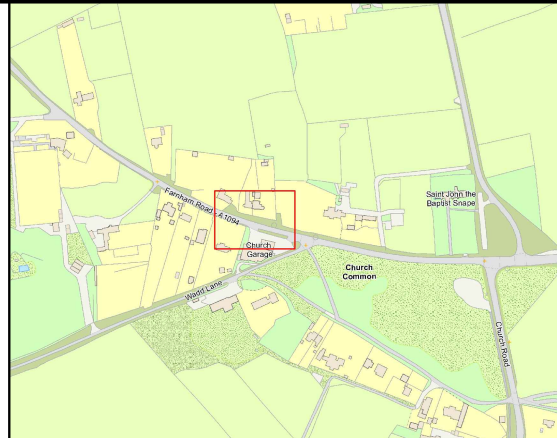 Saint John the
Baptist Snape
Farnham Road - A1094
Church
Garage
Church
Common
Wadd Lane
Church Road